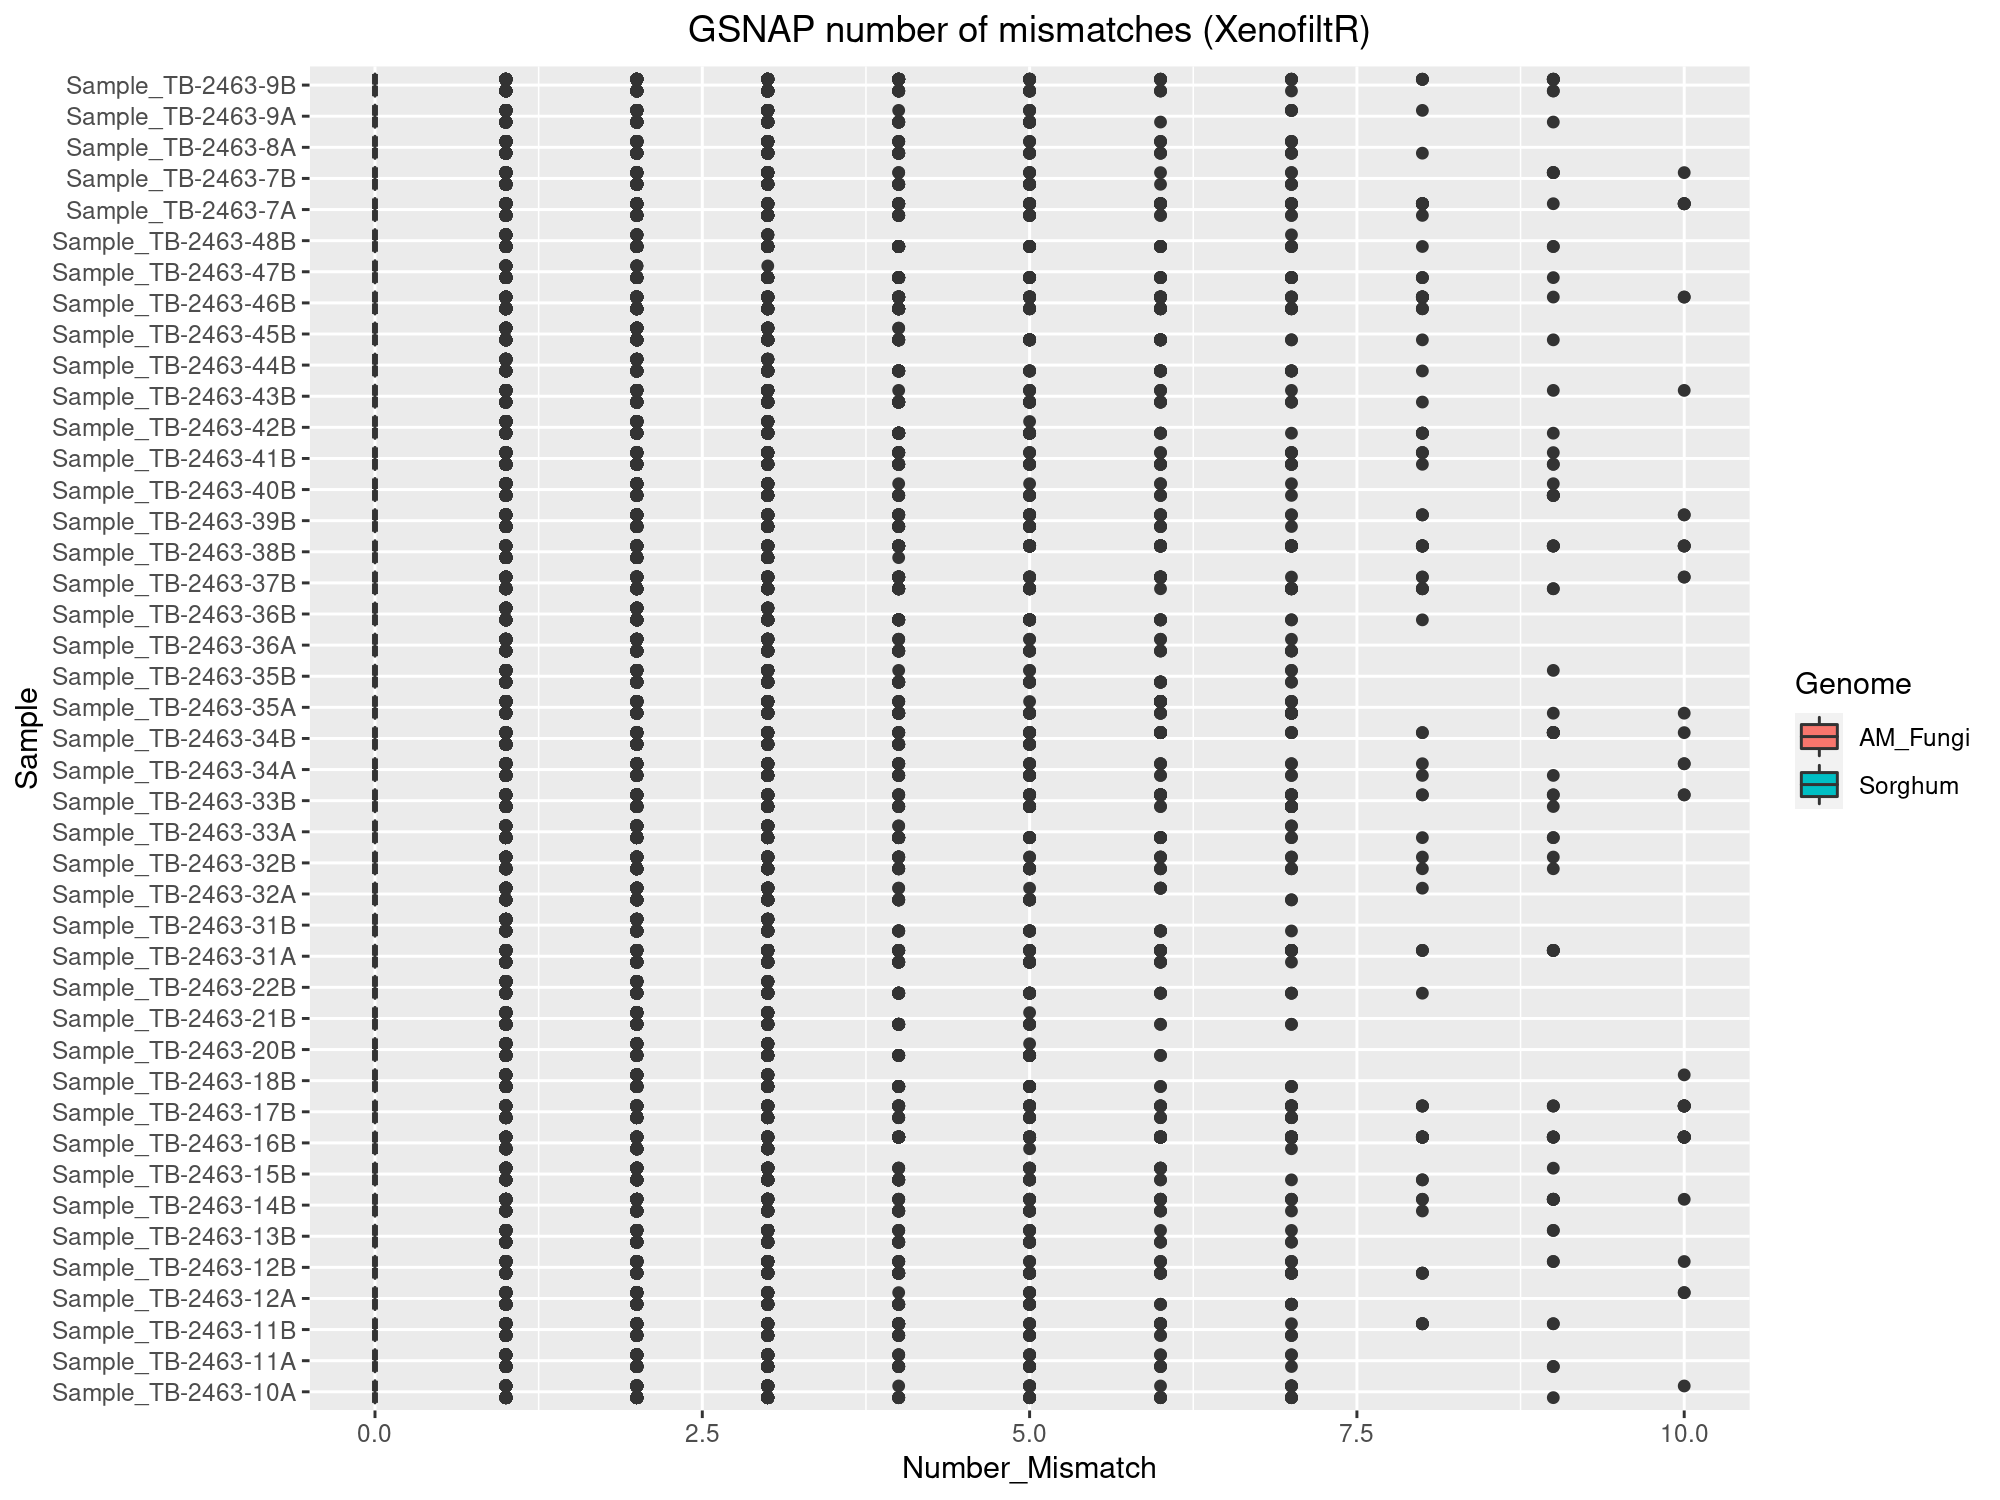 GSNAP number of mismatches (XenofiltR)
Sample_TB-2463-9B
Sample_TB-2463-9A
Sample_TB-2463-8A
Sample_TB-2463-7B
Sample_TB-2463-7A
Sample_TB-2463-48B
Sample_TB-2463-47B
Sample_TB-2463-46B
Sample_TB-2463-45B
Sample_TB-2463-44B
Sample_TB-2463-43B
Sample_TB-2463-42B
Sample_TB-2463-41B
Sample_TB-2463-40B
Sample_TB-2463-39B
Sample_TB-2463-38B
Sample_TB-2463-37B
Sample_TB-2463-36B
Sample_TB-2463-36A
Sample_TB-2463-35B
Sample_TB-2463-35A
Sample_TB-2463-34B
Sample_TB-2463-34A
Sample_TB-2463-33B
Sample_TB-2463-33A
Sample_TB-2463-32B
Sample_TB-2463-32A
Sample_TB-2463-31B
Sample_TB-2463-31A
Sample_TB-2463-22B
Sample_TB-2463-21B
Sample_TB-2463-20B
Sample_TB-2463-18B
Sample_TB-2463-17B
Sample_TB-2463-16B
Sample_TB-2463-15B
Sample_TB-2463-14B
Sample_TB-2463-13B
Sample_TB-2463-12B
Sample_TB-2463-12A
Sample_TB-2463-11B
Sample_TB-2463-11A
Sample_TB-2463-10A
Sample
0.0 2.5 5.0 7.5 10.0
Number_Mismatch
Genome
AM_Fungi
Sorghum